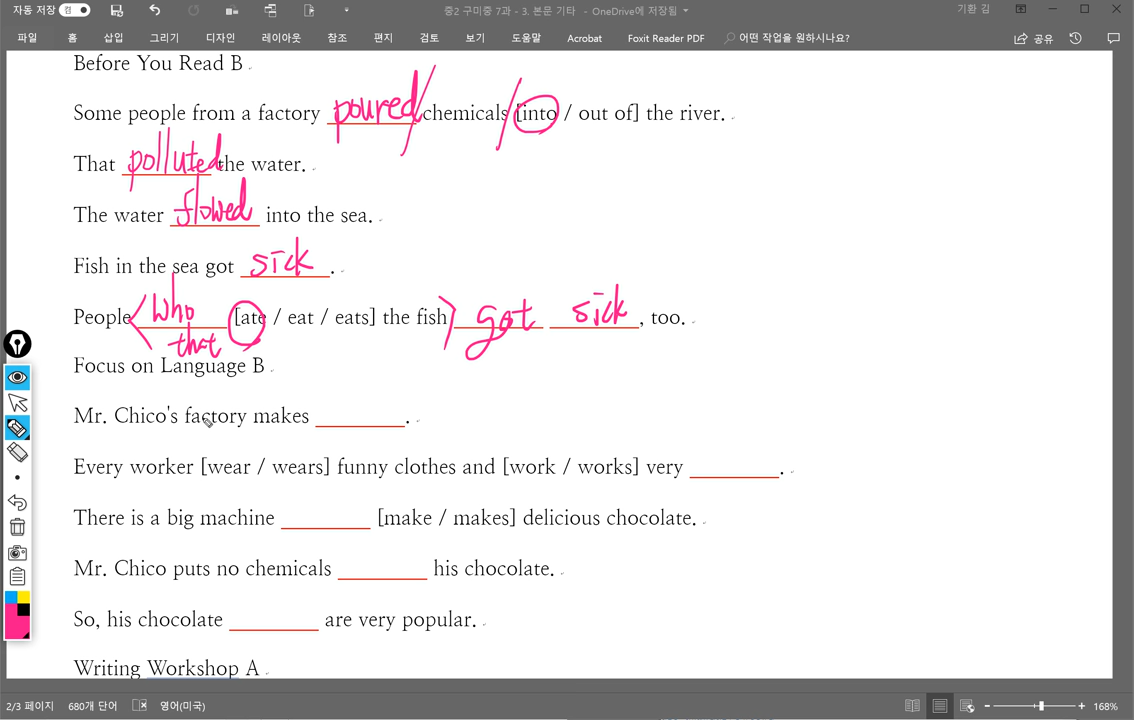 자동 저장 켬 중2 구미중 7과 - 3. 본문 기타 - OneDrive에 저장됨 기환 김
파일 홈 삽입 그리기 디자인 레이아웃 참조 편지 검토 보기 도움말 Acrobat Foxit Reader PDF 어떤 작업을 원하시나요? 공유
Before You Read B
Some people from a factory poured/ chemicals /[into / out of] the river.
That polluted the water.
The water flowed into the sea.
Fish in the sea got sick.
People <who [ate / eat / eats] the fish> got sick, too.
that
Focus on Language B
Mr. Chico's factory makes ________.
Every worker [wear / wears] funny clothes and [work / works] very ________.
There is a big machine ________ [make / makes] delicious chocolate.
Mr. Chico puts no chemicals ________ his chocolate.
So, his chocolate ________ are very popular.
Writing Workshop A
2/3 페이지 680개 단어 영어(미국) 168%